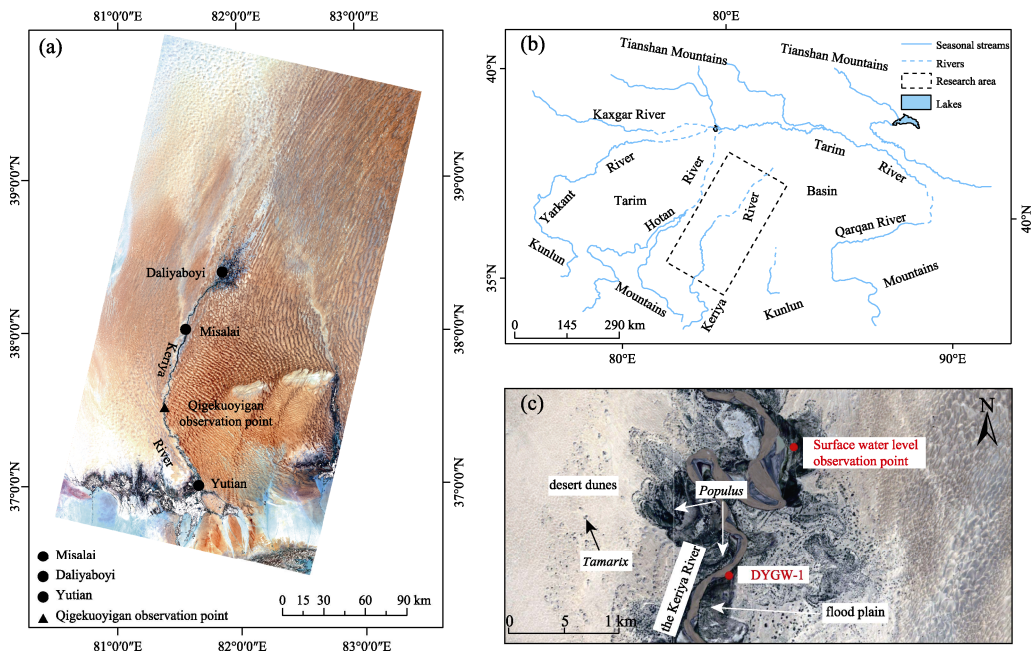 81°0′0″E 82°0′0″E 83°0′0″E
(a)
39°0′0″N
38°0′0″N
37°0′0″N
39°0′0″N
38°0′0″N
37°0′0″N
Daliyaboyi
Misalai
Keriya
Qigekuoyigan
observation point
River
Yutian
Misalai
Daliyaboyi
Yutian
Qigekuoyigan observation point
0 15 30 60 90 km
81°0′0″E 82°0′0″E 83°0′0″E
80°E
(b)
40°N
35°N
40°N
Tianshan Mountains
Tianshan Mountains
Seasonal streams
Rivers
Research area
Lakes
Kaxgar River
Tarim
River
River
Yarkant
River
Tarim
Hotan
River
Basin
Qarqan River
Kunlun
Mountains
Keriya
Kunlun
Mountains
0 145 290 km
80°E 90°E
(c)
N
Surface water level
observation point
desert dunes
Populus
Tamarix
the Keriya River
DYGW-1
flood plain
0 5 1 km